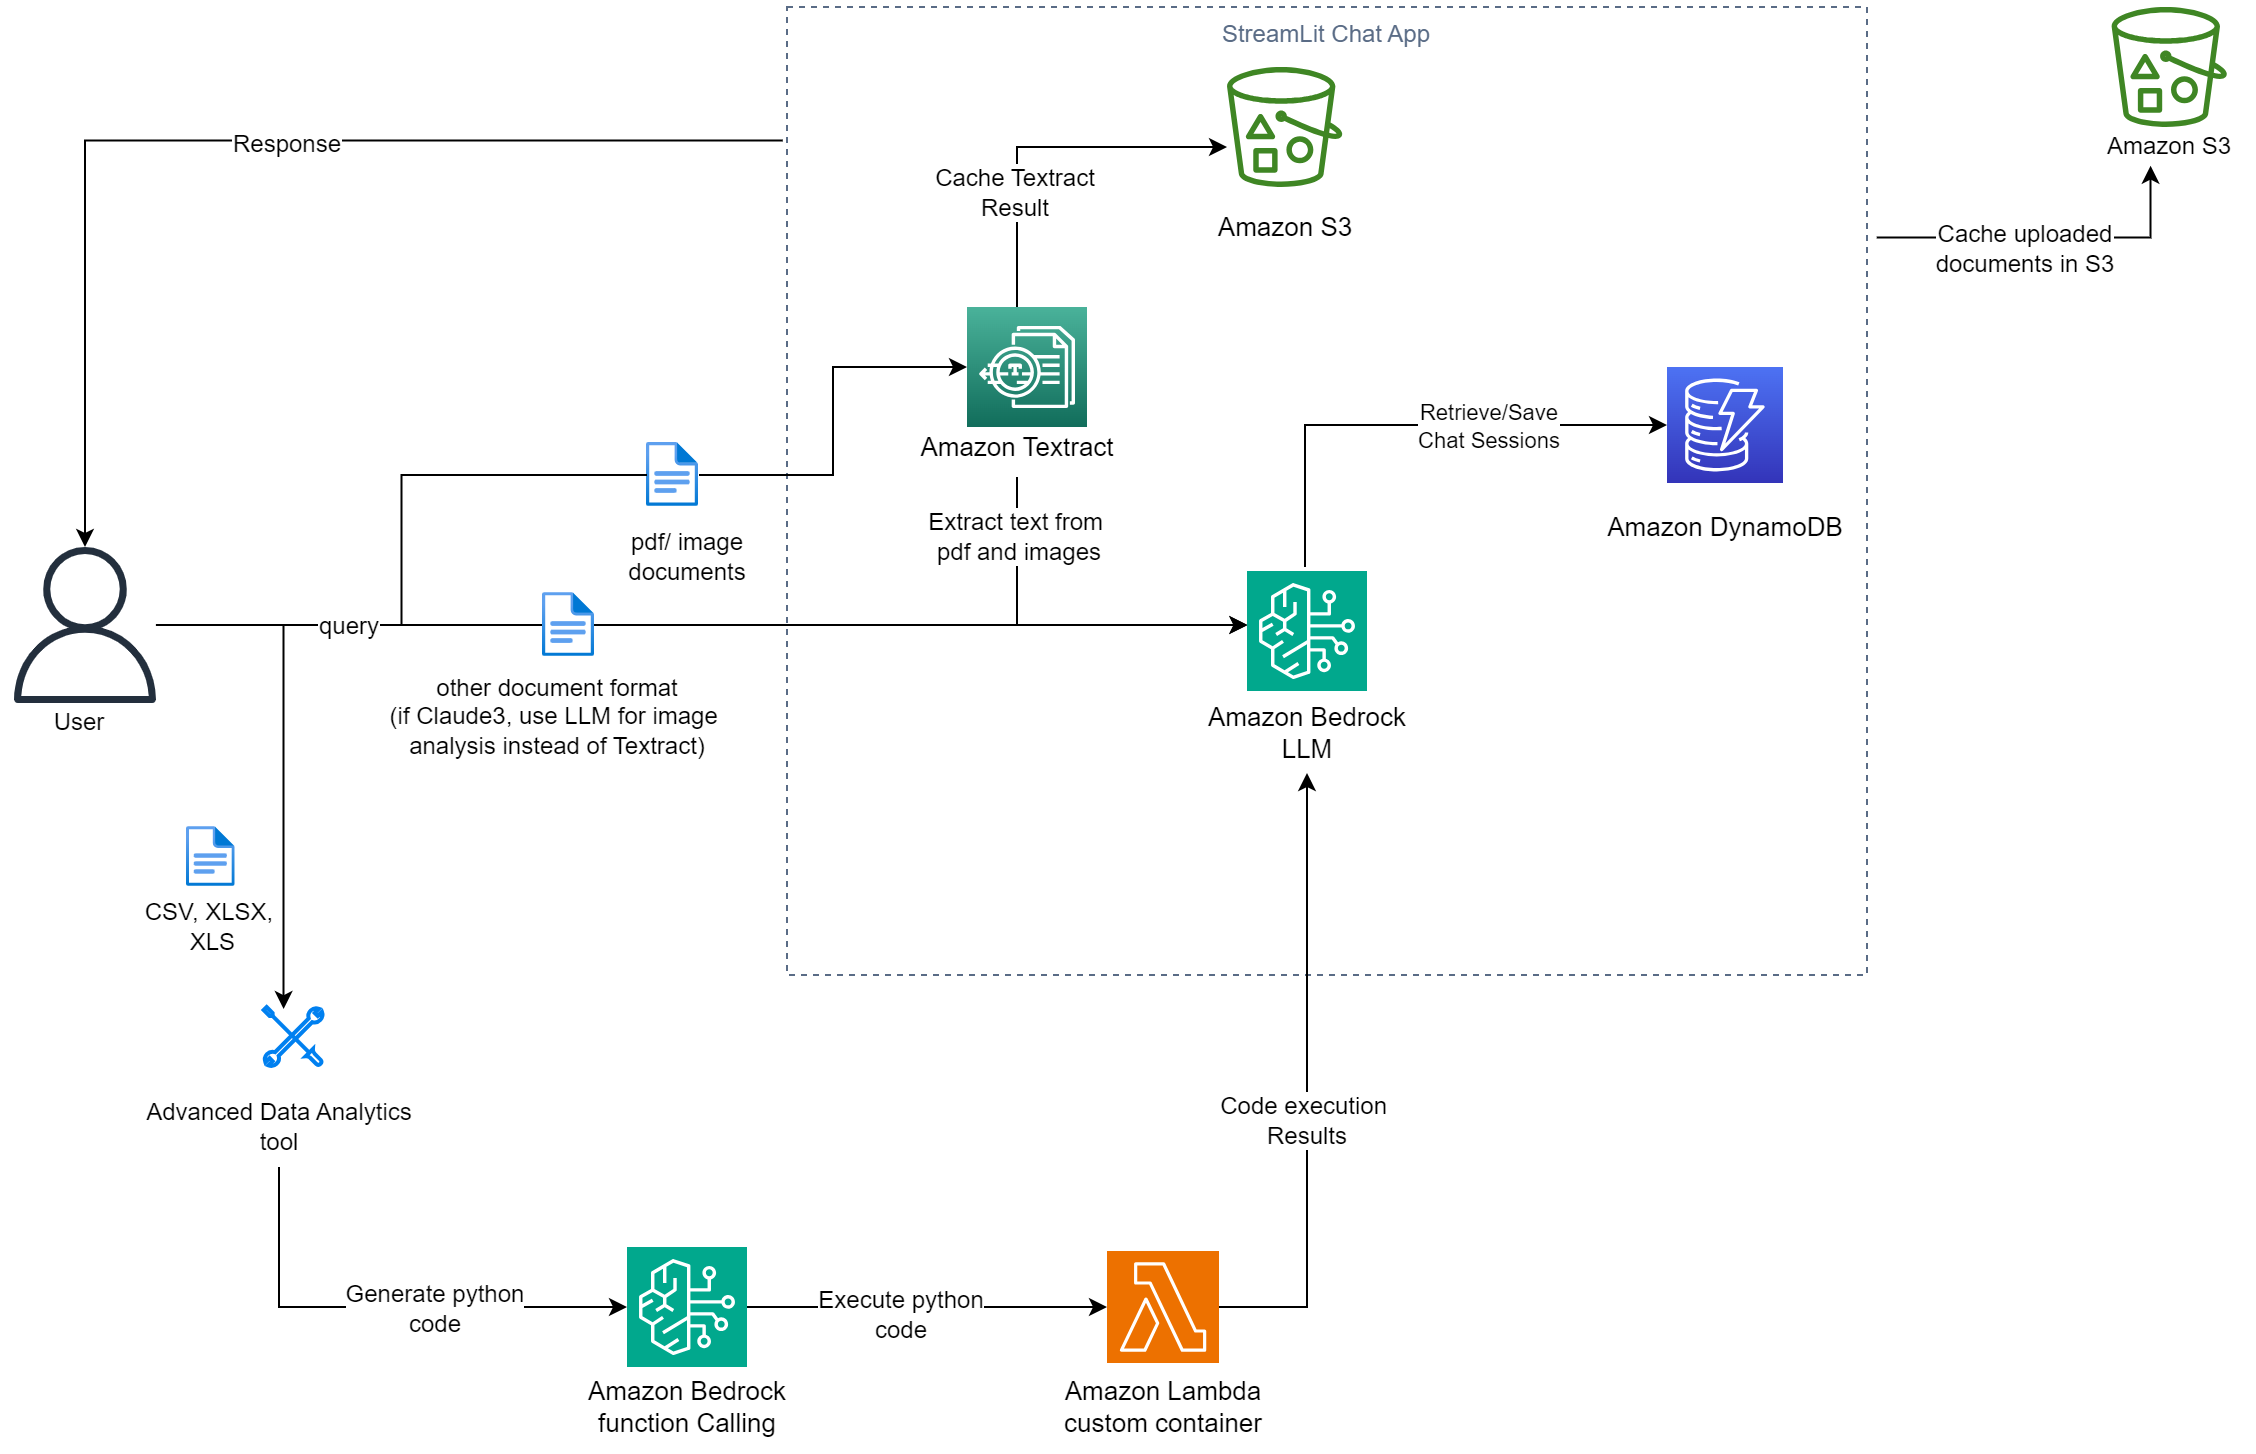 StreamLit Chat App
Amazon S3
Response
Cache Textract
Result
Amazon S3
Cache uploaded
documents in S3
Retrieve/Save
Chat Sessions
Amazon Textract
Amazon DynamoDB
Extract text from
pdf and images
pdf/ image
documents
query
User
other document format
(if Claude3, use LLM for image
analysis instead of Textract)
Amazon Bedrock
LLM
CSV, XLSX,
XLS
Advanced Data Analytics
tool
Code execution
Results
Generate python
code
Execute python
code
Amazon Bedrock
function Calling
Amazon Lambda
custom container